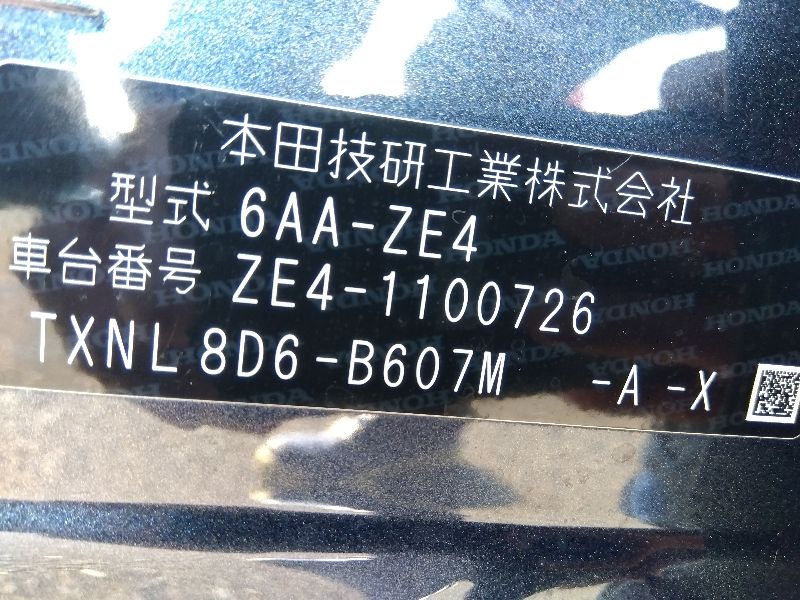 本田技研工業株式会社
型式 6AA-ZE4
車台番号 ZE4-1100726
TXNL 8D6-B607M -A -X